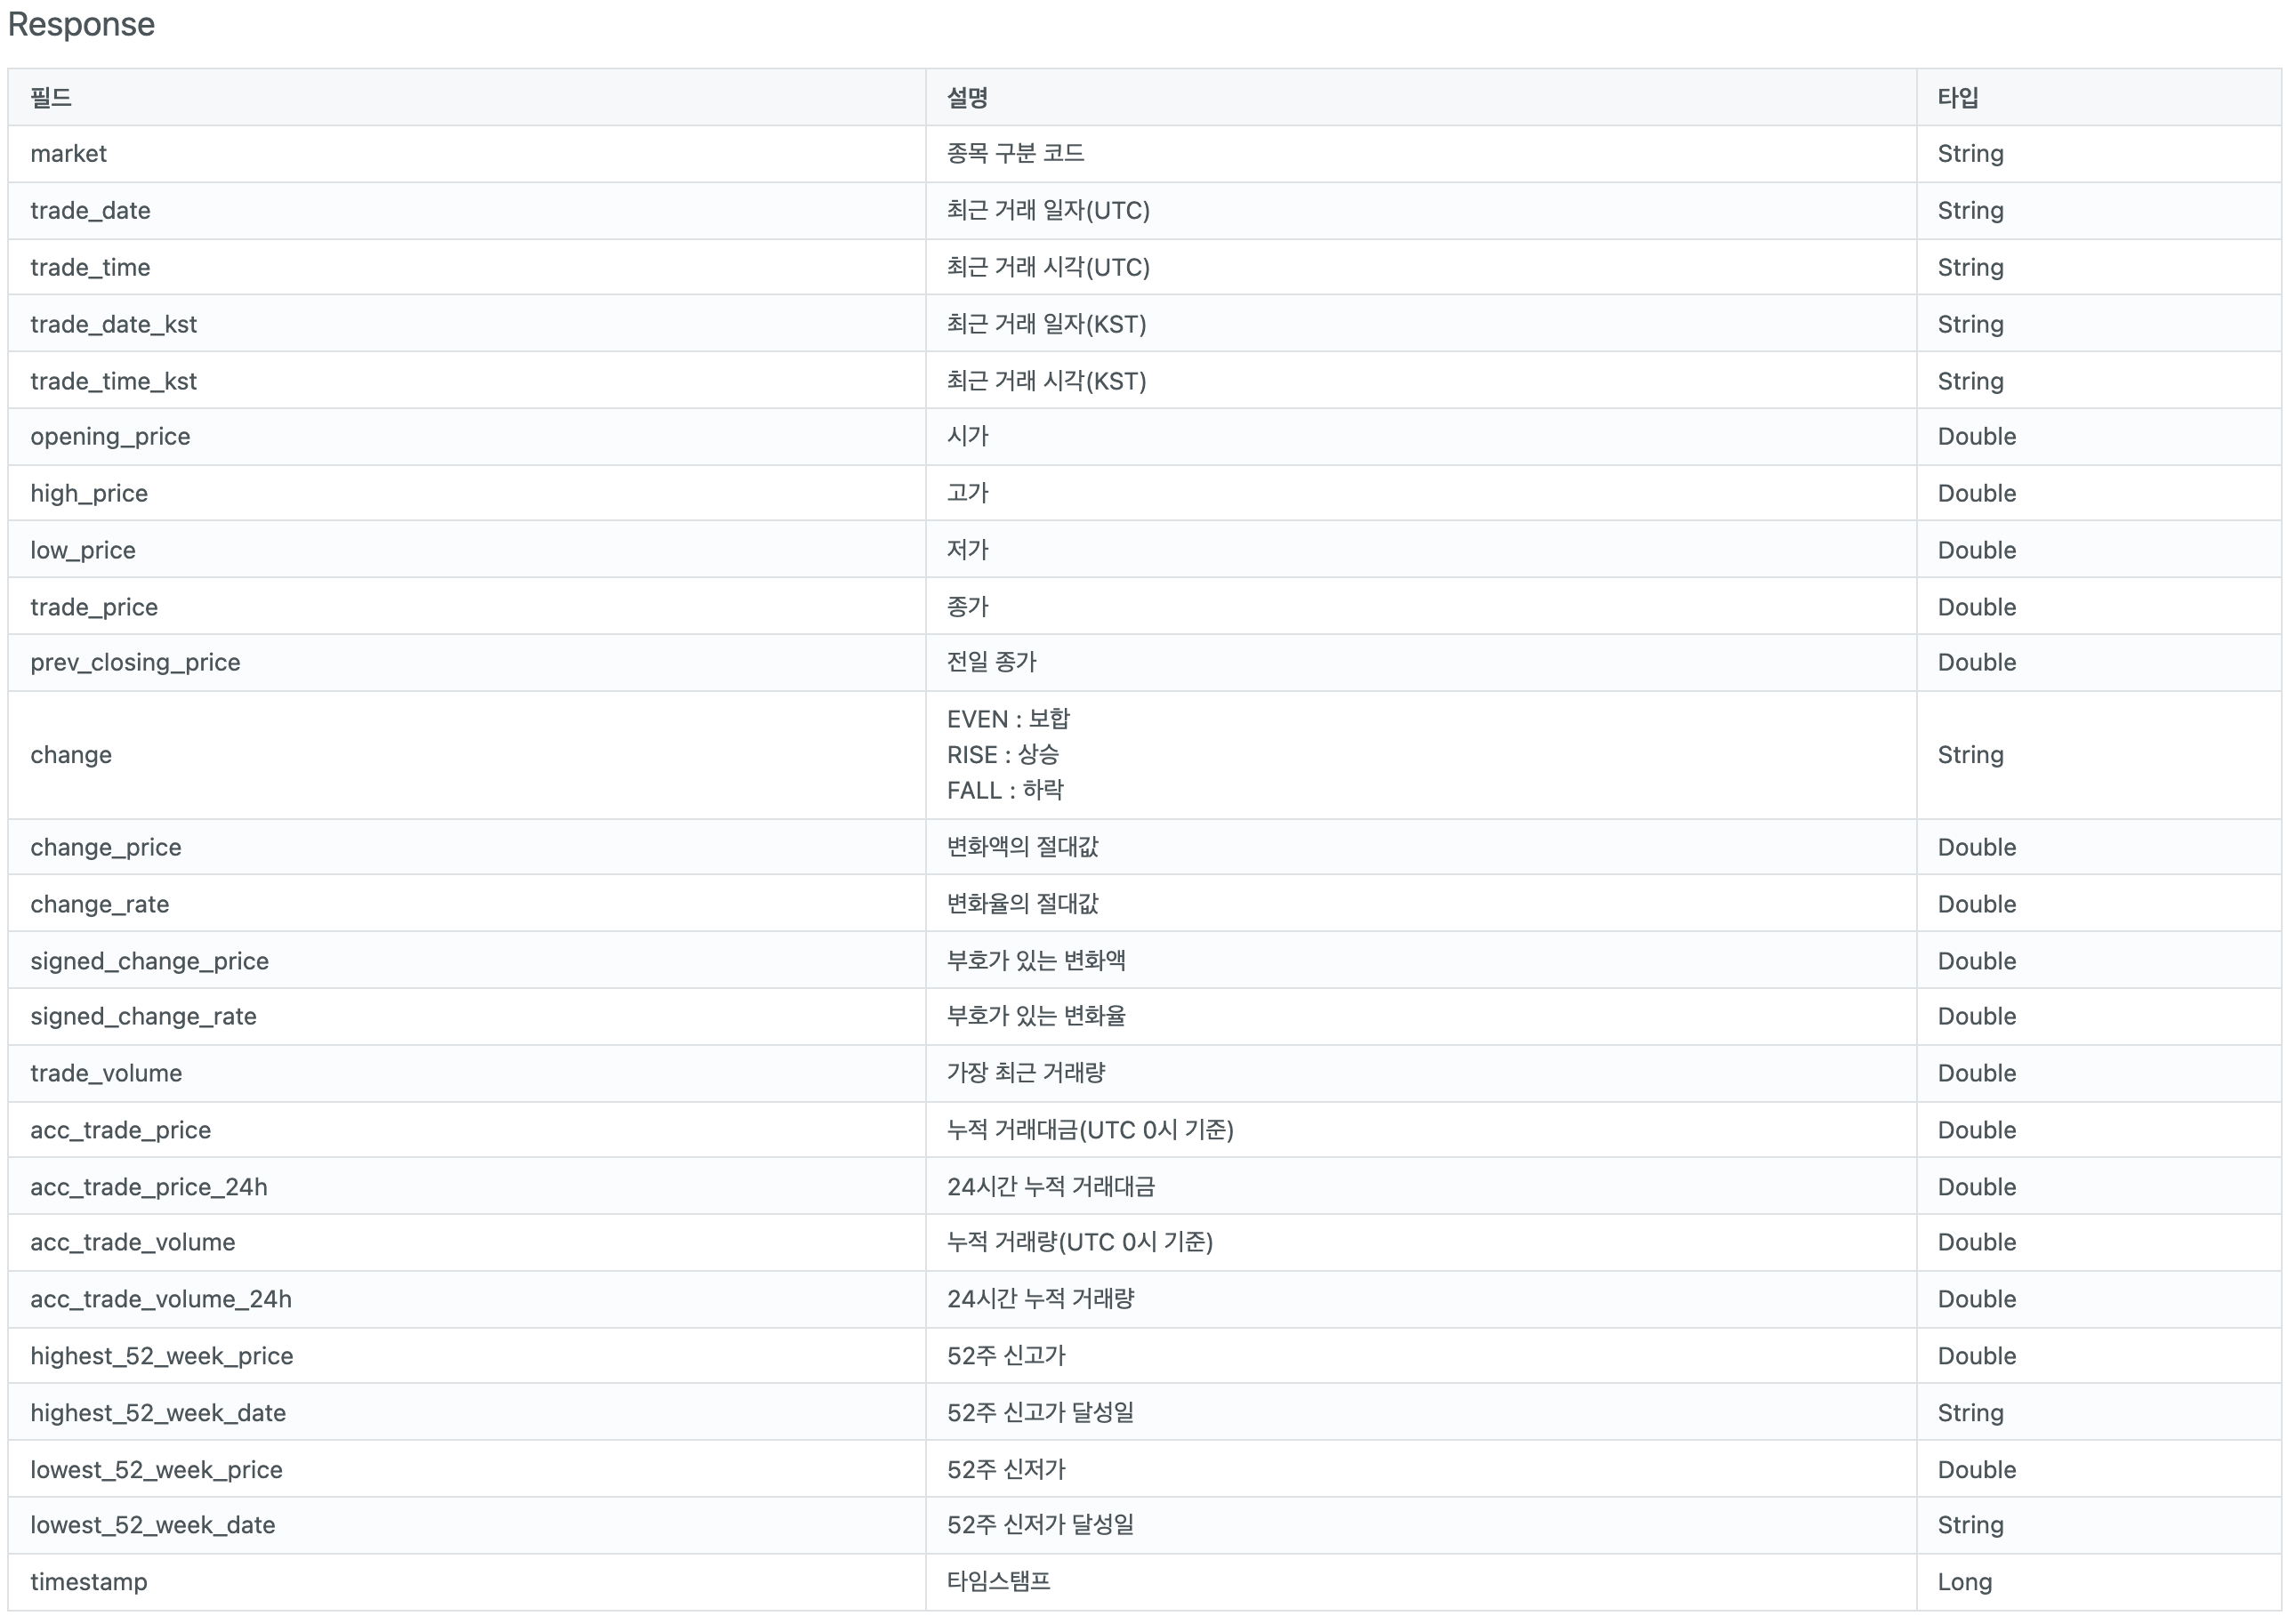 Response
필드 설명 타입
market 종목 구분 코드 String
trade_date 최근 거래 일자(UTC) String
trade_time 최근 거래 시각(UTC) String
trade_date_kst 최근 거래 일자(KST) String
trade_time_kst 최근 거래 시각(KST) String
opening_price 시가 Double
high_price 고가 Double
low_price 저가 Double
trade_price 종가 Double
prev_closing_price 전일 종가 Double
change EVEN : 보합
RISE : 상승
FALL : 하락 String
change_price 변화액의 절대값 Double
change_rate 변화율의 절대값 Double
signed_change_price 부호가 있는 변화액 Double
signed_change_rate 부호가 있는 변화율 Double
trade_volume 가장 최근 거래량 Double
acc_trade_price 누적 거래대금(UTC 0시 기준) Double
acc_trade_price_24h 24시간 누적 거래대금 Double
acc_trade_volume 누적 거래량(UTC 0시 기준) Double
acc_trade_volume_24h 24시간 누적 거래량 Double
highest_52_week_price 52주 신고가 Double
highest_52_week_date 52주 신고가 달성일 String
lowest_52_week_price 52주 신저가 Double
lowest_52_week_date 52주 신저가 달성일 String
timestamp 타임스탬프 Long